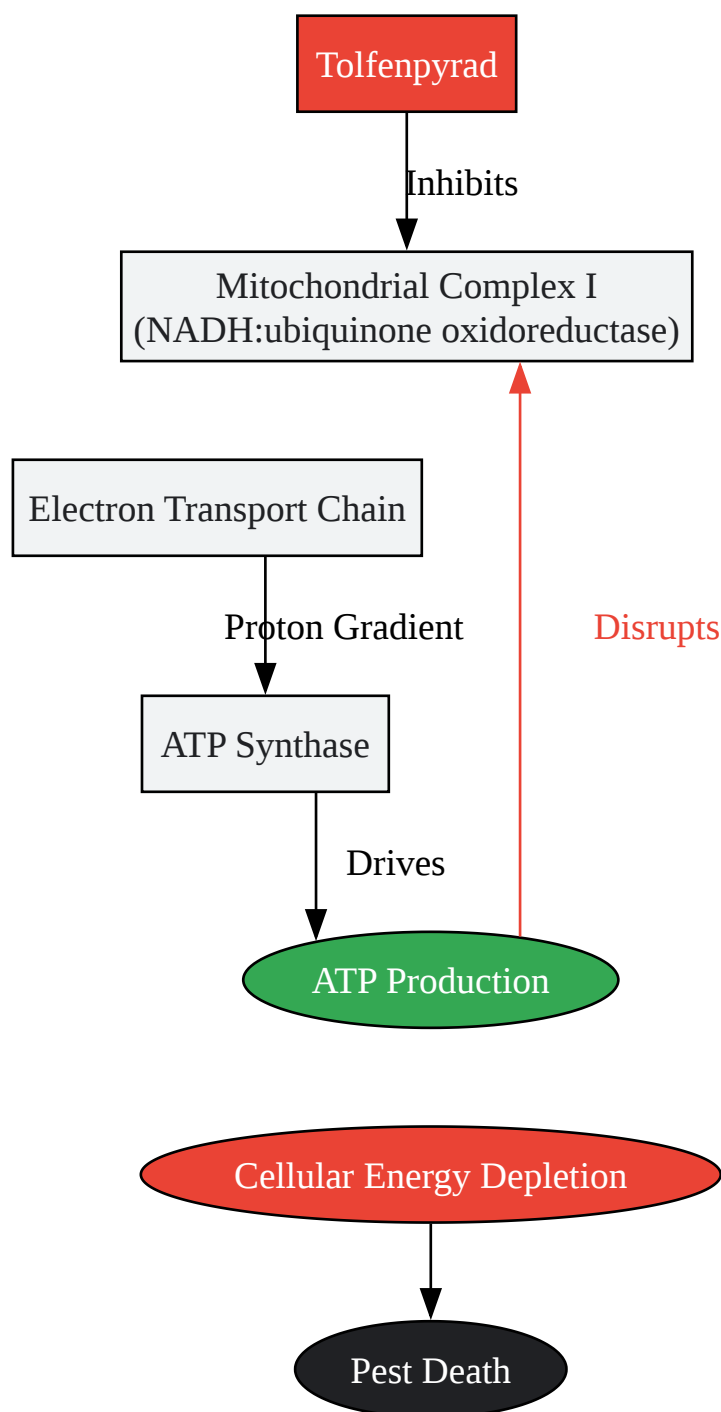 Tolfenpyrad
Inhibits
Mitochondrial Complex I
(NADH:ubiquinone oxidoreductase)
Electron Transport Chain
Proton Gradient
Disrupts
ATP Synthase
Drives
ATP Production
Cellular Energy Depletion
Pest Death